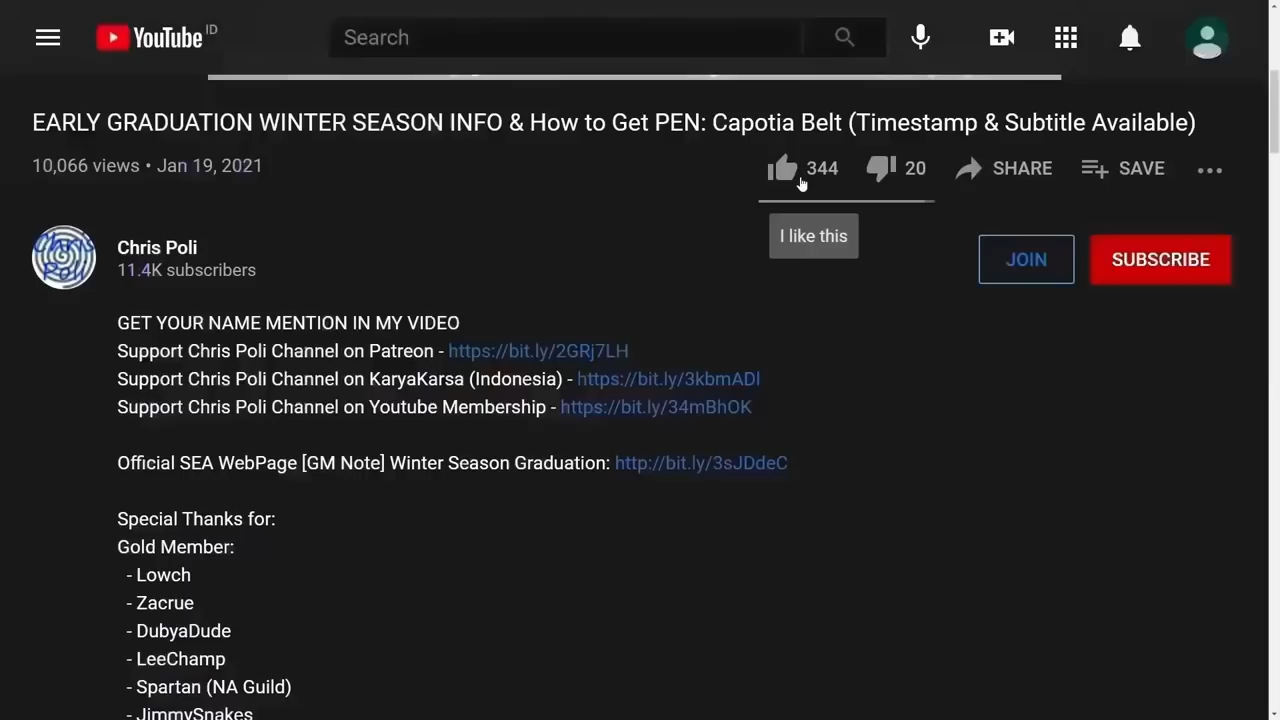 YouTube ID
Search
EARLY GRADUATION WINTER SEASON INFO & How to Get PEN: Capotia Belt (Timestamp & Subtitle Available)
10,066 views • Jan 19, 2021
344
20
SHARE
SAVE
I like this
Chris Poli
11.4K subscribers
JOIN
SUBSCRIBE
GET YOUR NAME MENTION IN MY VIDEO
Support Chris Poli Channel on Patreon - https://bit.ly/2GRj7LH
Support Chris Poli Channel on KaryaKarsa (Indonesia) - https://bit.ly/3kbmADl
Support Chris Poli Channel on Youtube Membership - https://bit.ly/34mBhOK
Official SEA WebPage [GM Note] Winter Season Graduation: http://bit.ly/3sJDdeC
Special Thanks for:
Gold Member:
- Lowch
- Zacrue
- DubyaDude
- LeeChamp
- Spartan (NA Guild)
- JimmySnakes